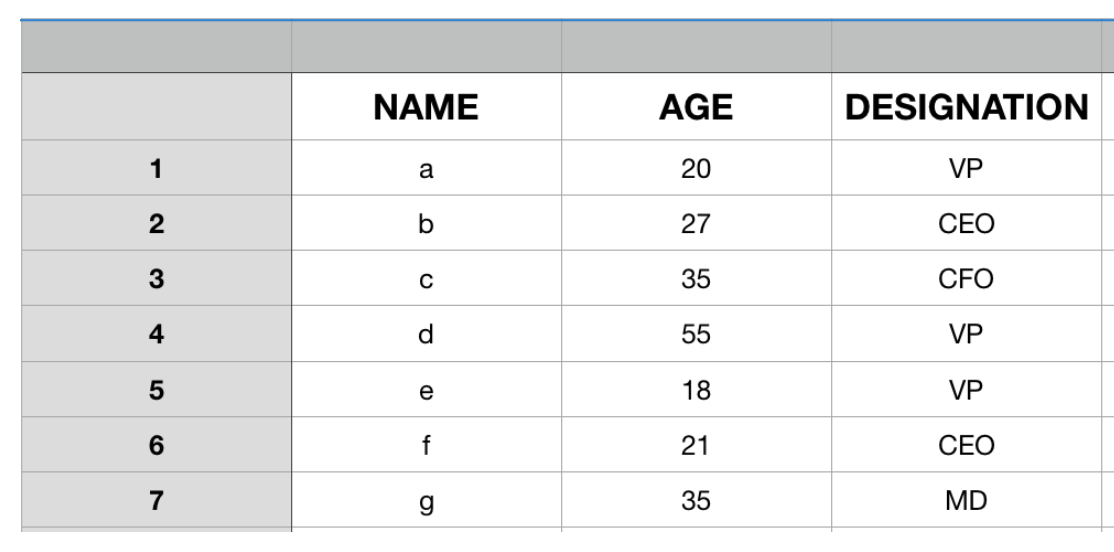 NAME AGE DESIGNATION
1 a 20 VP
2 b 27 CEO
3 c 35 CFO
4 d 55 VP
5 e 18 VP
6 f 21 CEO
7 g 35 MD